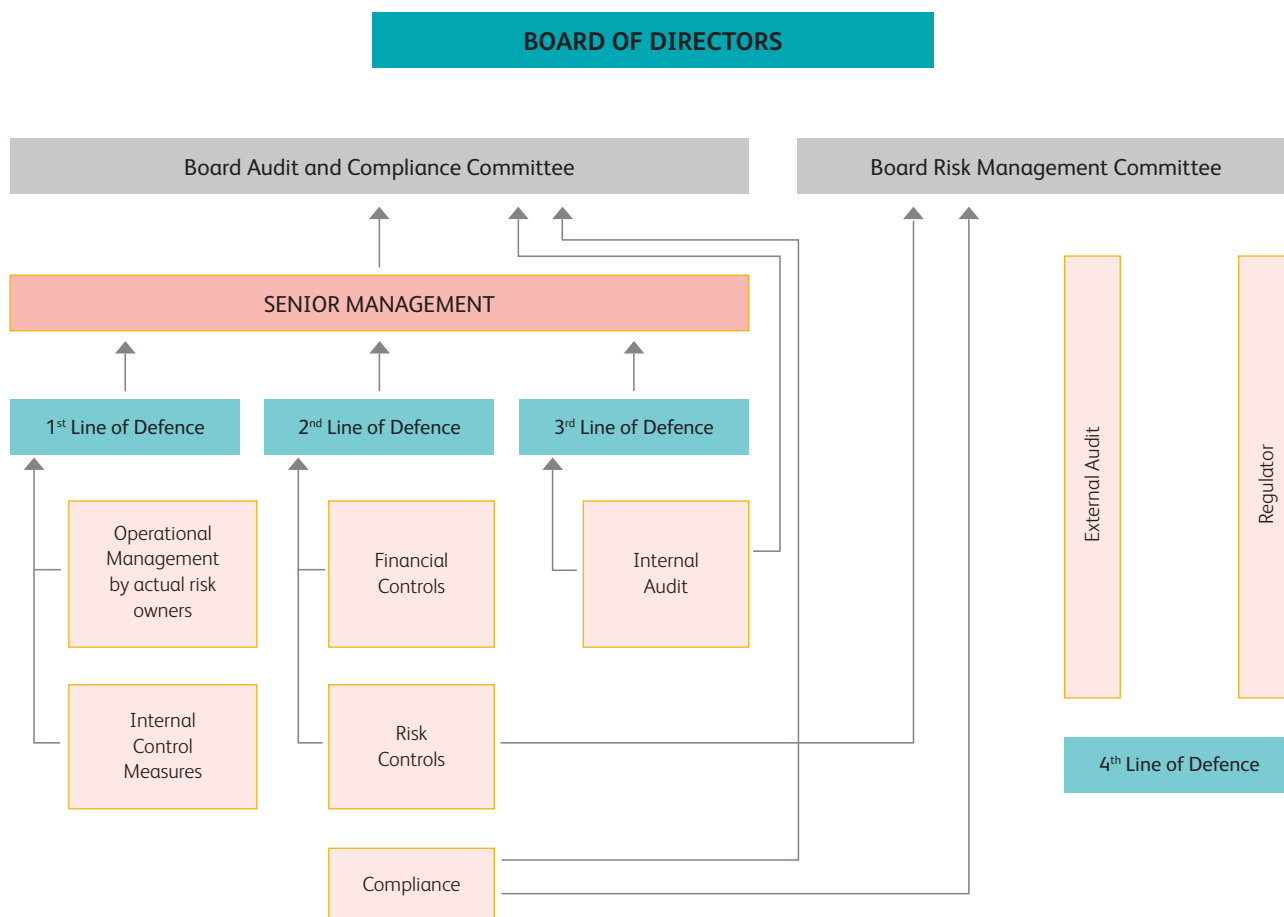 BOARD OF DIRECTORS
Board Audit and Compliance Committee
Board Risk Management Committee
SENIOR MANAGEMENT
1st Line of Defence
2nd Line of Defence
3rd Line of Defence
Operational
Management
by actual risk
owners
Financial
Controls
Internal
Audit
Internal
Control
Measures
Risk
Controls
Compliance
External Audit
Regulator
4th Line of Defence